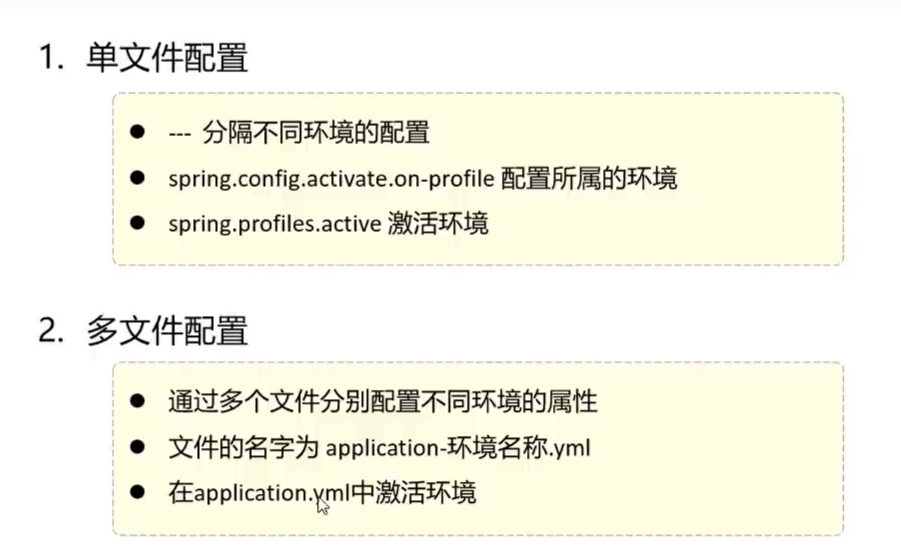 1. 单文件配置
● --- 分隔不同环境的配置
● spring.config.activate.on-profile 配置所属的环境
● spring.profiles.active 激活环境
2. 多文件配置
● 通过多个文件分别配置不同环境的属性
● 文件的名字为 application-环境名称.yml
● 在application.yml中激活环境